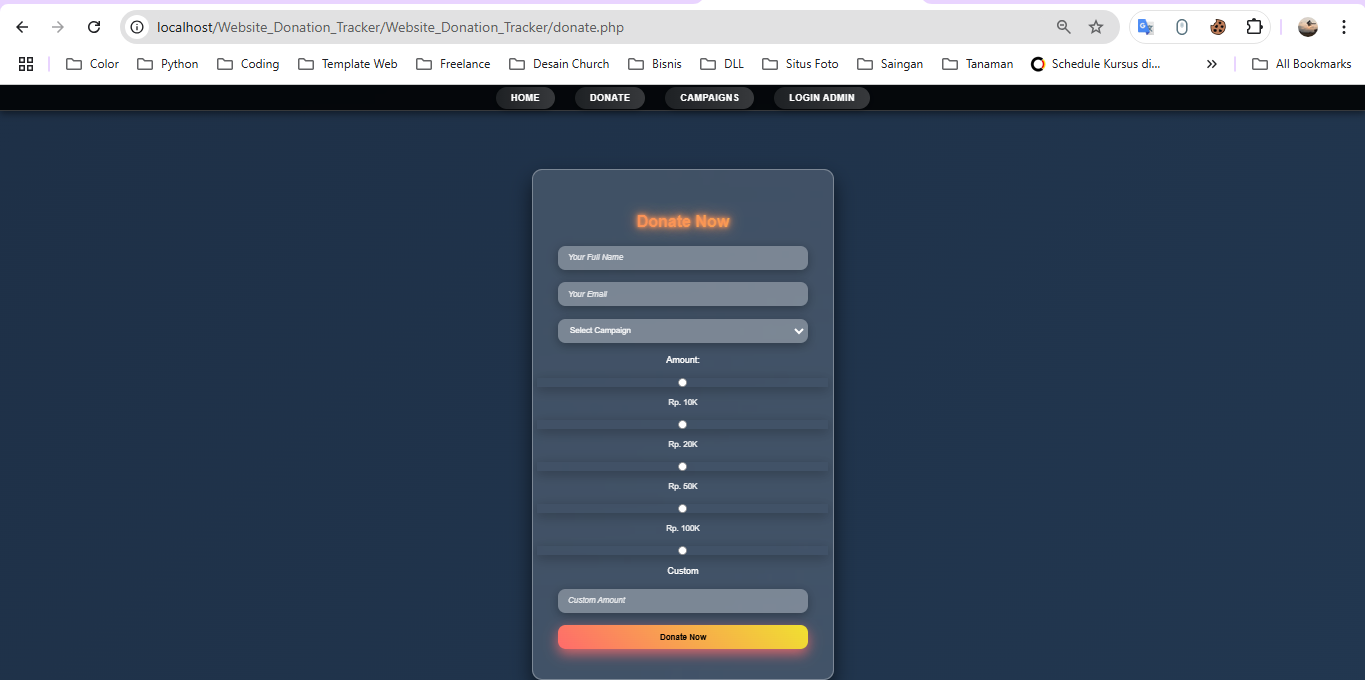 localhost/Website_Donation_Tracker/Website_Donation_Tracker/donate.php
Color Python Coding Template Web Freelance Desain Church Bisnis DLL Situs Foto Saingan Tanaman Schedule Kursus di... All Bookmarks
HOME DONATE CAMPAIGNS LOGIN ADMIN
Donate Now
Your Full Name
Your Email
Select Campaign
Amount:
Rp. 10K
Rp. 20K
Rp. 50K
Rp. 100K
Custom
Custom Amount
Donate Now